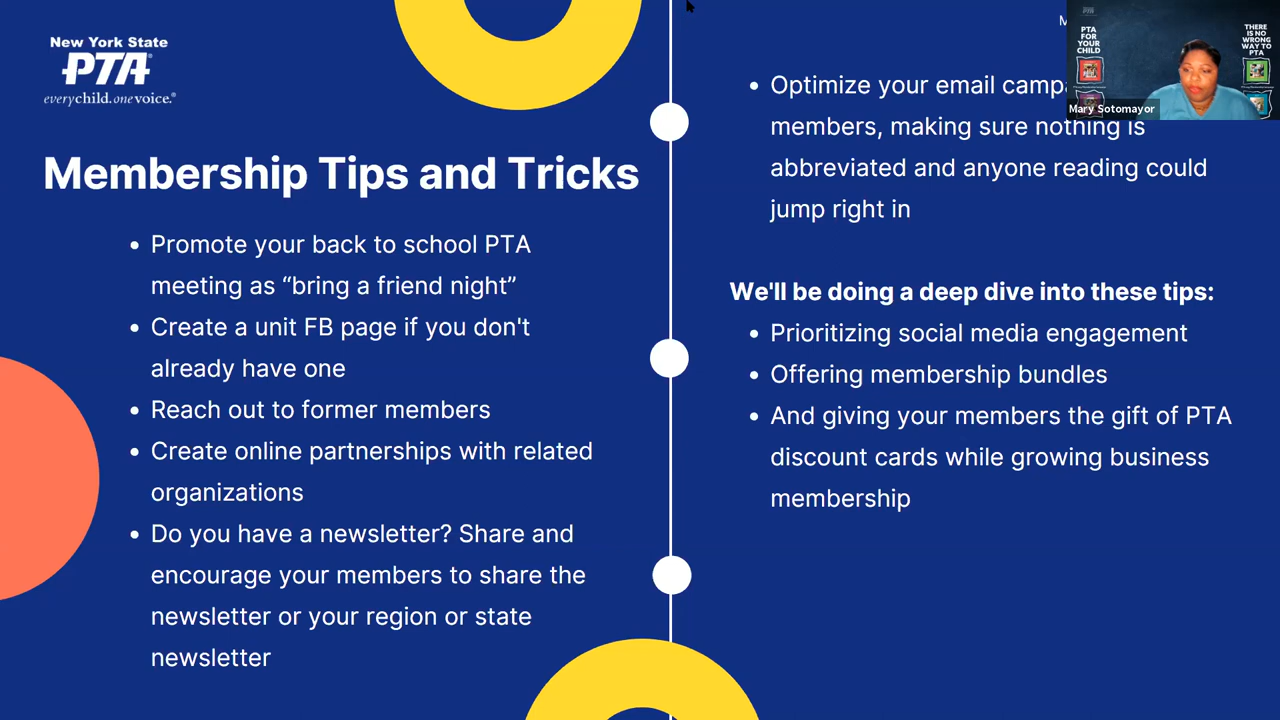 New York State
PTA
everychild.onevoice.®
Membership Tips and Tricks
• Promote your back to school PTA
meeting as “bring a friend night”
• Create a unit FB page if you don't
already have one
• Reach out to former members
• Create online partnerships with related
organizations
• Do you have a newsletter? Share and
encourage your members to share the
newsletter or your region or state
newsletter
• Optimize your email
members, making sure nothing is
abbreviated and anyone reading could
jump right in
We'll be doing a deep dive into these tips:
• Prioritizing social media engagement
• Offering membership bundles
• And giving your members the gift of PTA
discount cards while growing business
membership
PTA
FOR
YOUR
CHILD
THERE
IS NO
WRONG
WAY TO
PTA
Mary Sotomayor